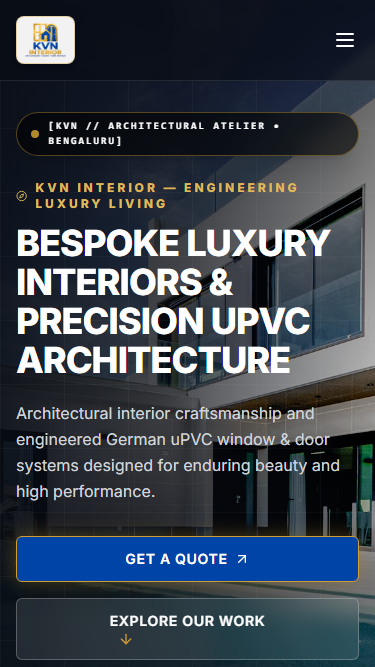 KVN
INTERIOR
[KVN // ARCHITECTURAL ATELIER •
BENGALURU]
KVN INTERIOR — ENGINEERING
LUXURY LIVING
BESPOKE LUXURY
INTERIORS &
PRECISION UPVC
ARCHITECTURE
Architectural interior craftsmanship and
engineered German uPVC window & door
systems designed for enduring beauty and
high performance.
GET A QUOTE
EXPLORE OUR WORK